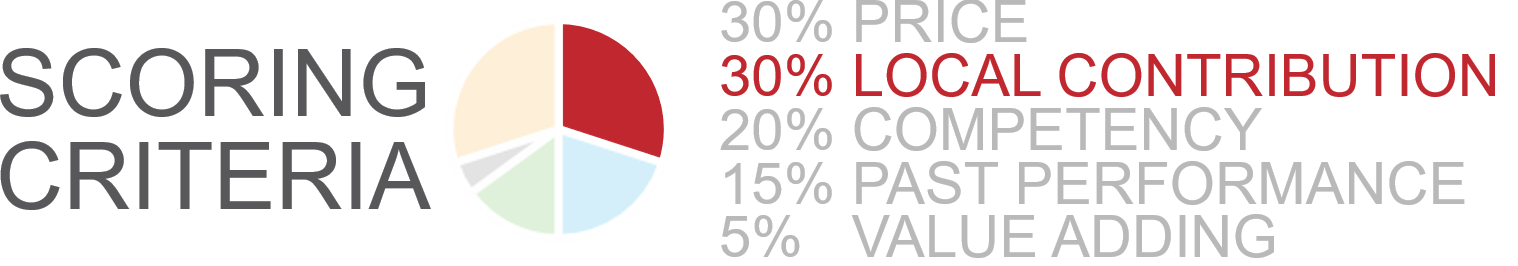 SCORING
CRITERIA
30% PRICE
30% LOCAL CONTRIBUTION
20% COMPETENCY
15% PAST PERFORMANCE
5% VALUE ADDING